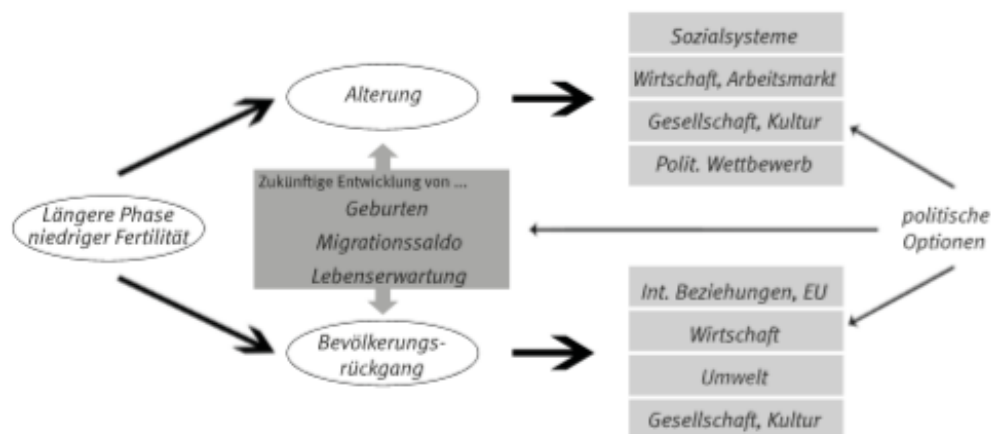 Sozialsysteme
Wirtschaft, Arbeitsmarkt
Gesellschaft, Kultur
Polit. Wettbewerb
Alterung
Zukünftige Entwicklung von ...
Geburten
Migrationssaldo
Lebenserwartung
Längere Phase
niedriger Fertilität
politische
Optionen
Bevölkerungs-
rückgang
Int. Beziehungen, EU
Wirtschaft
Umwelt
Gesellschaft, Kultur